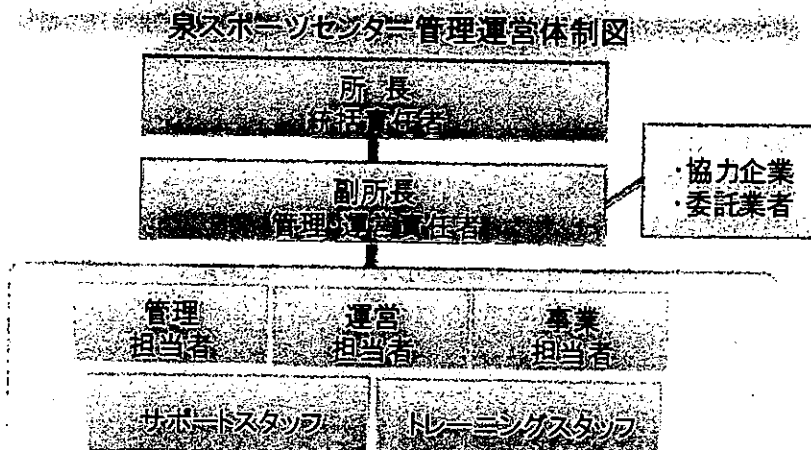 泉スポーツセンター管理運営体制図
所 長
統括責任者
副所長
管理・運営責任者
・協力企業
・委託業者
管理
担当者
運営
担当者
事業
担当者
サポートスタッフ
トレーニングスタッフ